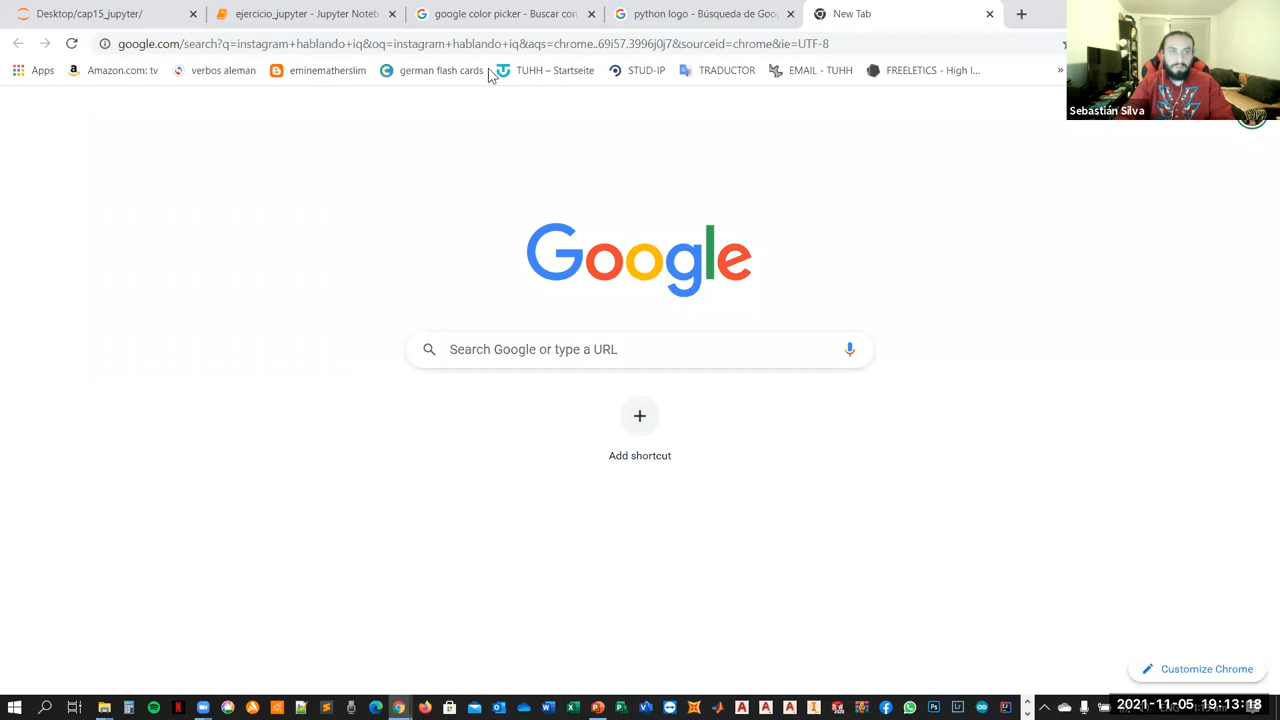 Desktop/cap15_jupyter/
ejercicio_jupyter - Jupyter Noteb
google color picker - Buscar con
python logo - Búsqueda de Goo
New Tab
google.com/search?q=instagram+hablando+iq&oq=instagram+hablando+iq&aqs=chrome..69i57.3996j0j7&sourceid=chrome&ie=UTF-8
Apps
Amazon.com: tv
verbos aleman
eminematherslim
german flash cards
TUHH – Startseite
STUD-IP
TRADUCTOR
EMAIL - TUHH
FREELETICS - High I...
»
Sebastián Silva
Google
Search Google or type a URL
Add shortcut
Customize Chrome
2021-11-05 19:13:18